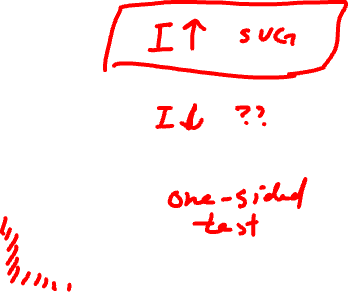 I↑ SUG
I↓ ??
one-sided
test